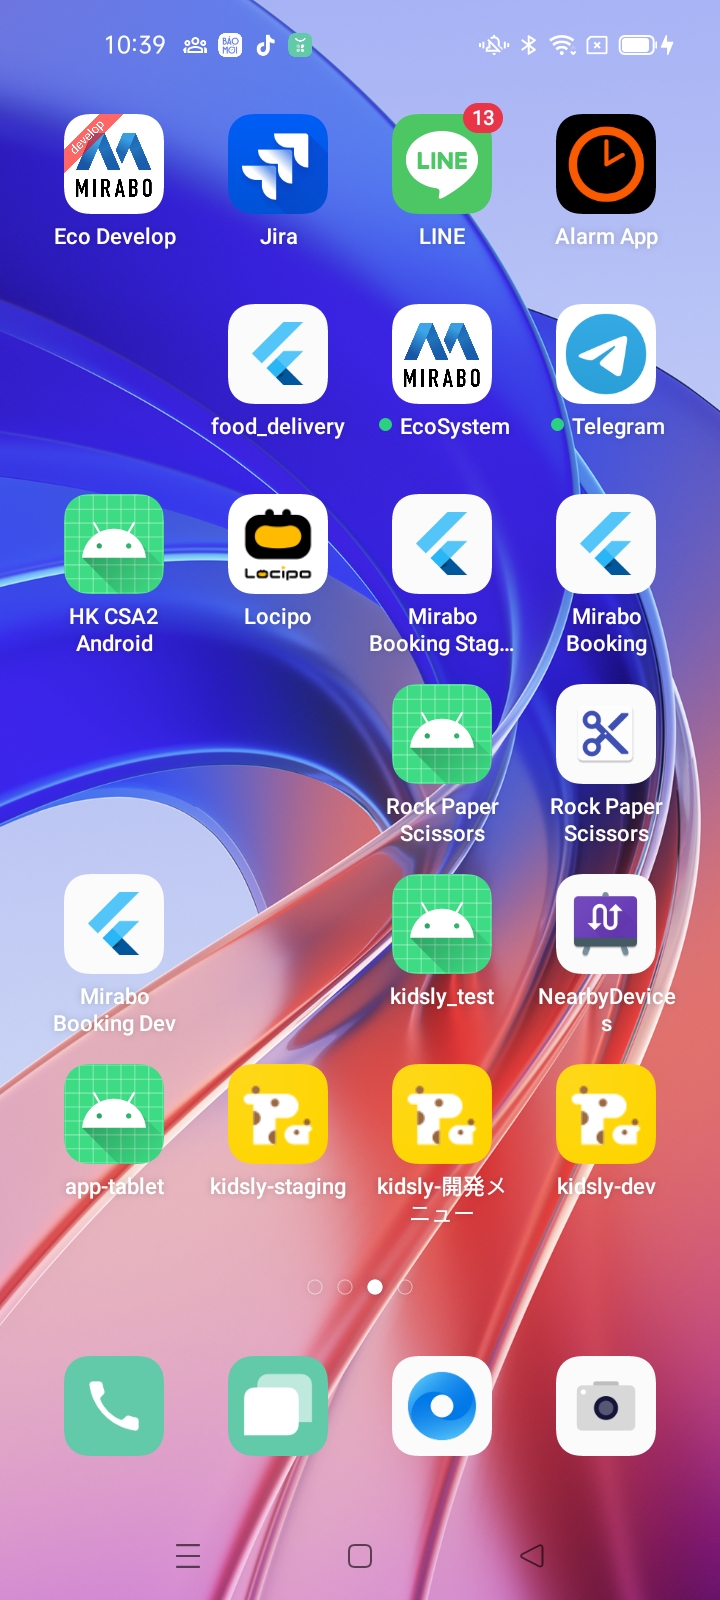 10:39
BÁO
MỚI
13
develop
MIRABO
LINE
Eco Develop
Jira
LINE
Alarm App
MIRABO
food_delivery
EcoSystem
Telegram
Locipo
HK CSA2
Android
Locipo
Mirabo
Booking Stag...
Mirabo
Booking
Rock Paper
Scissors
Rock Paper
Scissors
Mirabo
Booking Dev
kidsly_test
NearbyDevice
s
app-tablet
kidsly-staging
kidsly-開発メ
ニュー
kidsly-dev